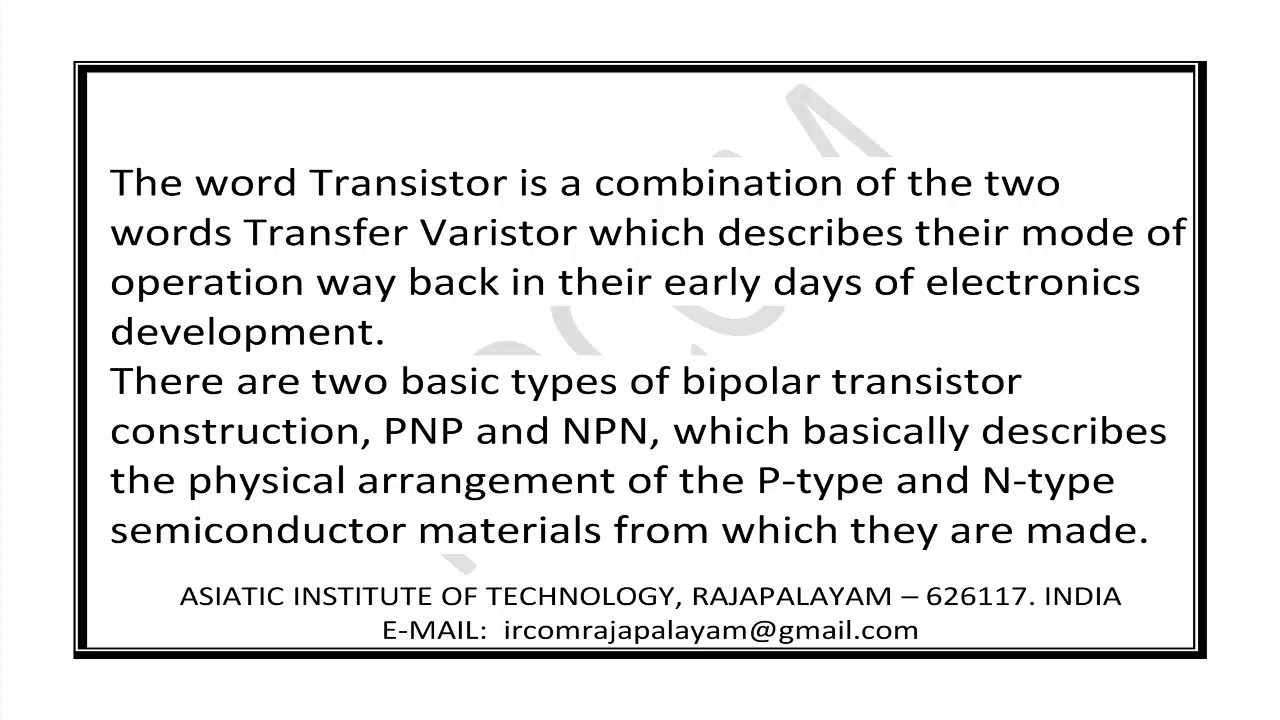 The word Transistor is a combination of the two
words Transfer Varistor which describes their mode of
operation way back in their early days of electronics
development.
There are two basic types of bipolar transistor
construction, PNP and NPN, which basically describes
the physical arrangement of the P-type and N-type
semiconductor materials from which they are made.
ASIATIC INSTITUTE OF TECHNOLOGY, RAJAPALAYAM – 626117. INDIA
E-MAIL:  ircomrajapalayam@gmail.com